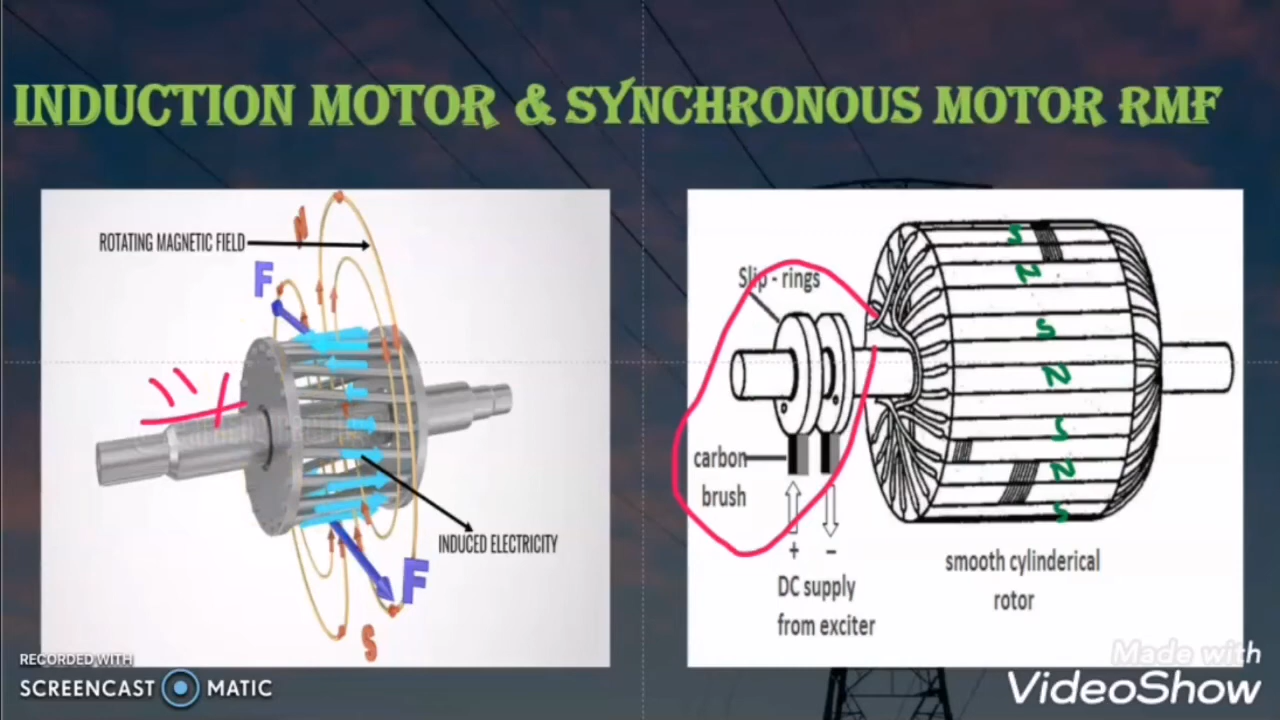 INDUCTION MOTOR & SYNCHRONOUS MOTOR RMF
ROTATING MAGNETIC FIELD
N
F
INDUCED ELECTRICITY
F
S
Slip - rings
carbon
brush
+ -
DC supply
from exciter
S
N
S
N
S
N
S
smooth cylinderical
rotor
RECORDED WITH
SCREENCAST MATIC
Made with
VideoShow